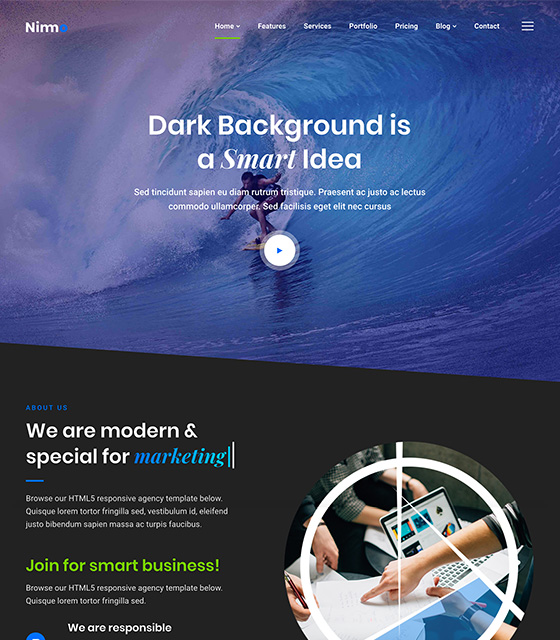 Nimm
Home Features Services Portfolio Pricing Blog Contact
Dark Background is
a Smart Idea
Sed tincidunt sapien eu diam rutrum tristique. Praesent ac justo ac lectus
commodo ullamcorper. Sed facilisis eget elit nec cursus
ABOUT US
We are modern &
special for marketing
Browse our HTML5 responsive agency template below.
Quisque lorem tortor fringilla sed, vestibulum id, eleifend
justo bibendum sapien massa ac turpis faucibus.
Join for smart business!
Browse our HTML5 responsive agency template below.
Quisque lorem tortor fringilla sed.
We are responsible